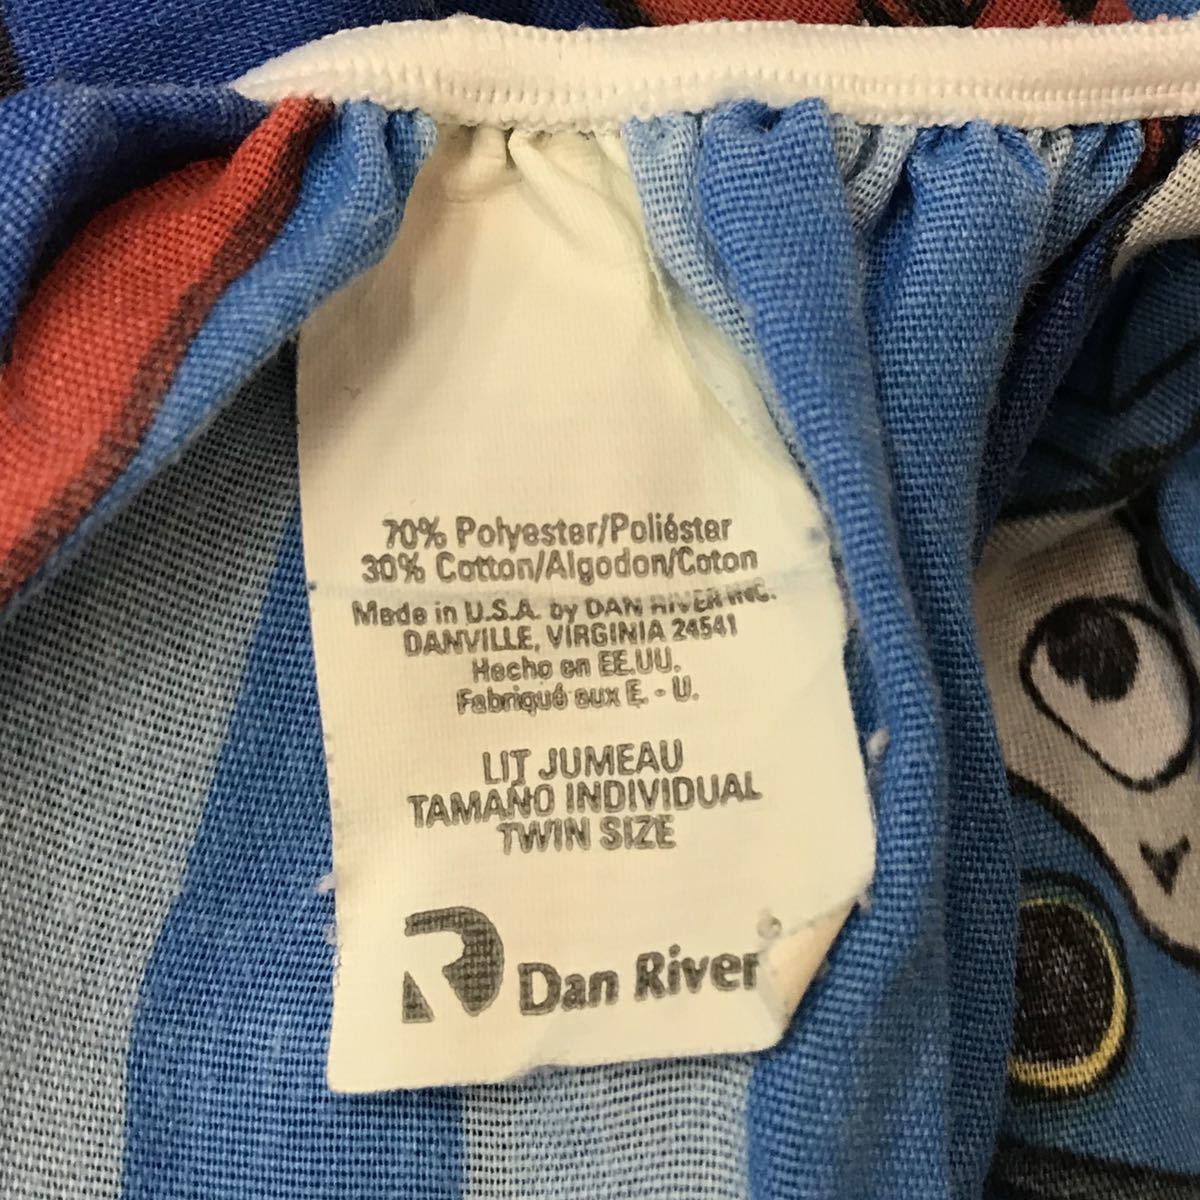 70% Polyester/Poliéster
30% Cotton/Algodon/Coton
Made in U.S.A. by DAN RIVER INC.
DANVILLE, VIRGINIA 24541
Hecho en EE.UU.
Fabriqué aux E. - U.
LIT JUMEAU
TAMANO INDIVIDUAL
TWIN SIZE
R Dan River®